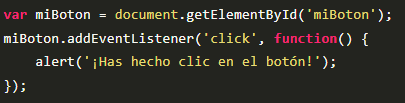 var miBoton = document.getElementById('miBoton');
miBoton.addEventListener('click', function() {
    alert('¡Has hecho clic en el botón!');
});